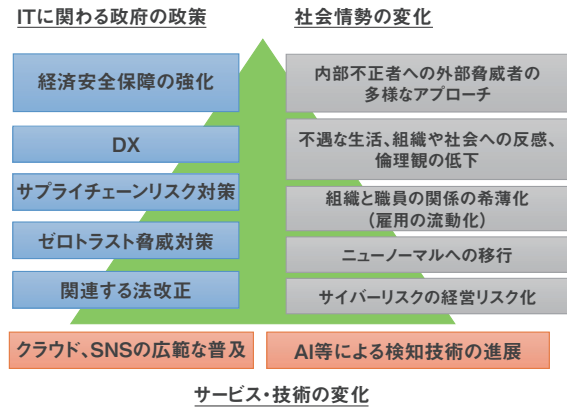 ITに関わる政府の政策
社会情勢の変化
経済安全保障の強化
DX
サプライチェーンリスク対策
ゼロトラスト脅威対策
関連する法改正
内部不正者への外部脅威者の
多様なアプローチ
不遇な生活、組織や社会への反感、
倫理観の低下
組織と職員の関係の希薄化
(雇用の流動化)
ニューノーマルへの移行
サイバーリスクの経営リスク化
クラウド、SNSの広範な普及
AI等による検知技術の進展
サービス・技術の変化